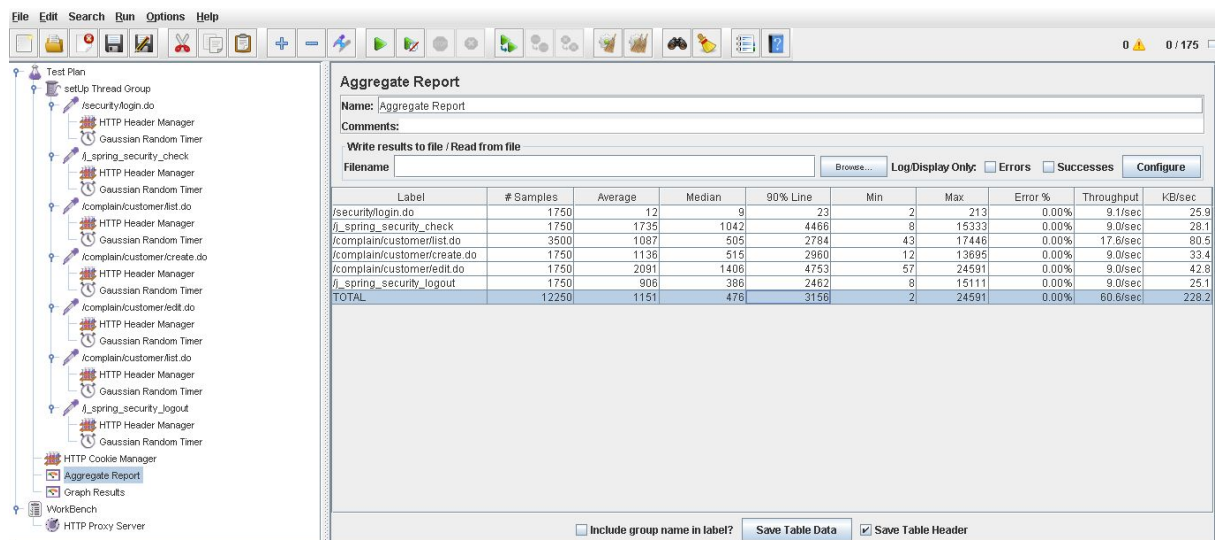 File Edit Search Run Options Help
0 0 / 175
Test Plan
setUp Thread Group
/security/login.do
HTTP Header Manager
Gaussian Random Timer
/j_spring_security_check
HTTP Header Manager
Gaussian Random Timer
/complain/customer/list.do
HTTP Header Manager
Gaussian Random Timer
/complain/customer/create.do
HTTP Header Manager
Gaussian Random Timer
/complain/customer/edit.do
HTTP Header Manager
Gaussian Random Timer
/complain/customer/list.do
HTTP Header Manager
Gaussian Random Timer
/j_spring_security_logout
HTTP Header Manager
Gaussian Random Timer
HTTP Cookie Manager
Aggregate Report
Graph Results
WorkBench
HTTP Proxy Server
Aggregate Report
Name: Aggregate Report
Comments:
Write results to file / Read from file
Filename Browse... Log/Display Only: Errors Successes Configure
Label # Samples Average Median 90% Line Min Max Error % Throughput KB/sec
/security/login.do 1750 12 9 23 2 213 0.00% 9.1/sec 25.9
/j_spring_security_check 1750 1735 1042 4466 8 15333 0.00% 9.0/sec 28.1
/complain/customer/list.do 3500 1087 505 2784 43 17446 0.00% 17.6/sec 80.5
/complain/customer/create.do 1750 1136 515 2960 12 13695 0.00% 9.0/sec 33.4
/complain/customer/edit.do 1750 2091 1406 4753 57 24591 0.00% 9.0/sec 42.8
/j_spring_security_logout 1750 906 386 2462 8 15111 0.00% 9.0/sec 25.1
TOTAL 12250 1151 476 3156 2 24591 0.00% 60.6/sec 228.2
Include group name in label? Save Table Data Save Table Header